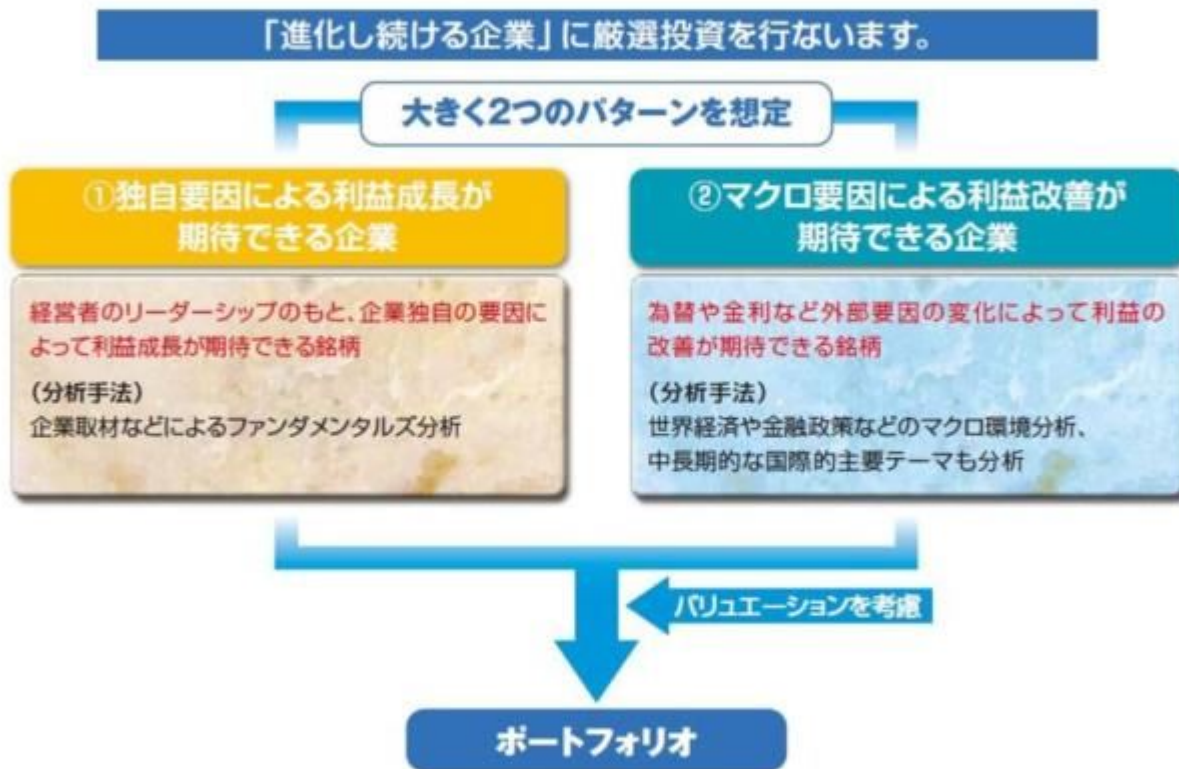 「進化し続ける企業」に厳選投資を行ないます。
大きく2つのパターンを想定
①独自要因による利益成長が
期待できる企業
経営者のリーダーシップのもと、企業独自の要因に
よって利益成長が期待できる銘柄
（分析手法）
企業取材などによるファンダメンタルズ分析
②マクロ要因による利益改善が
期待できる企業
為替や金利など外部要因の変化によって利益の
改善が期待できる銘柄
（分析手法）
世界経済や金融政策などのマクロ環境分析、
中長期的な国際的主要テーマも分析
バリュエーションを考慮
ポートフォリオ